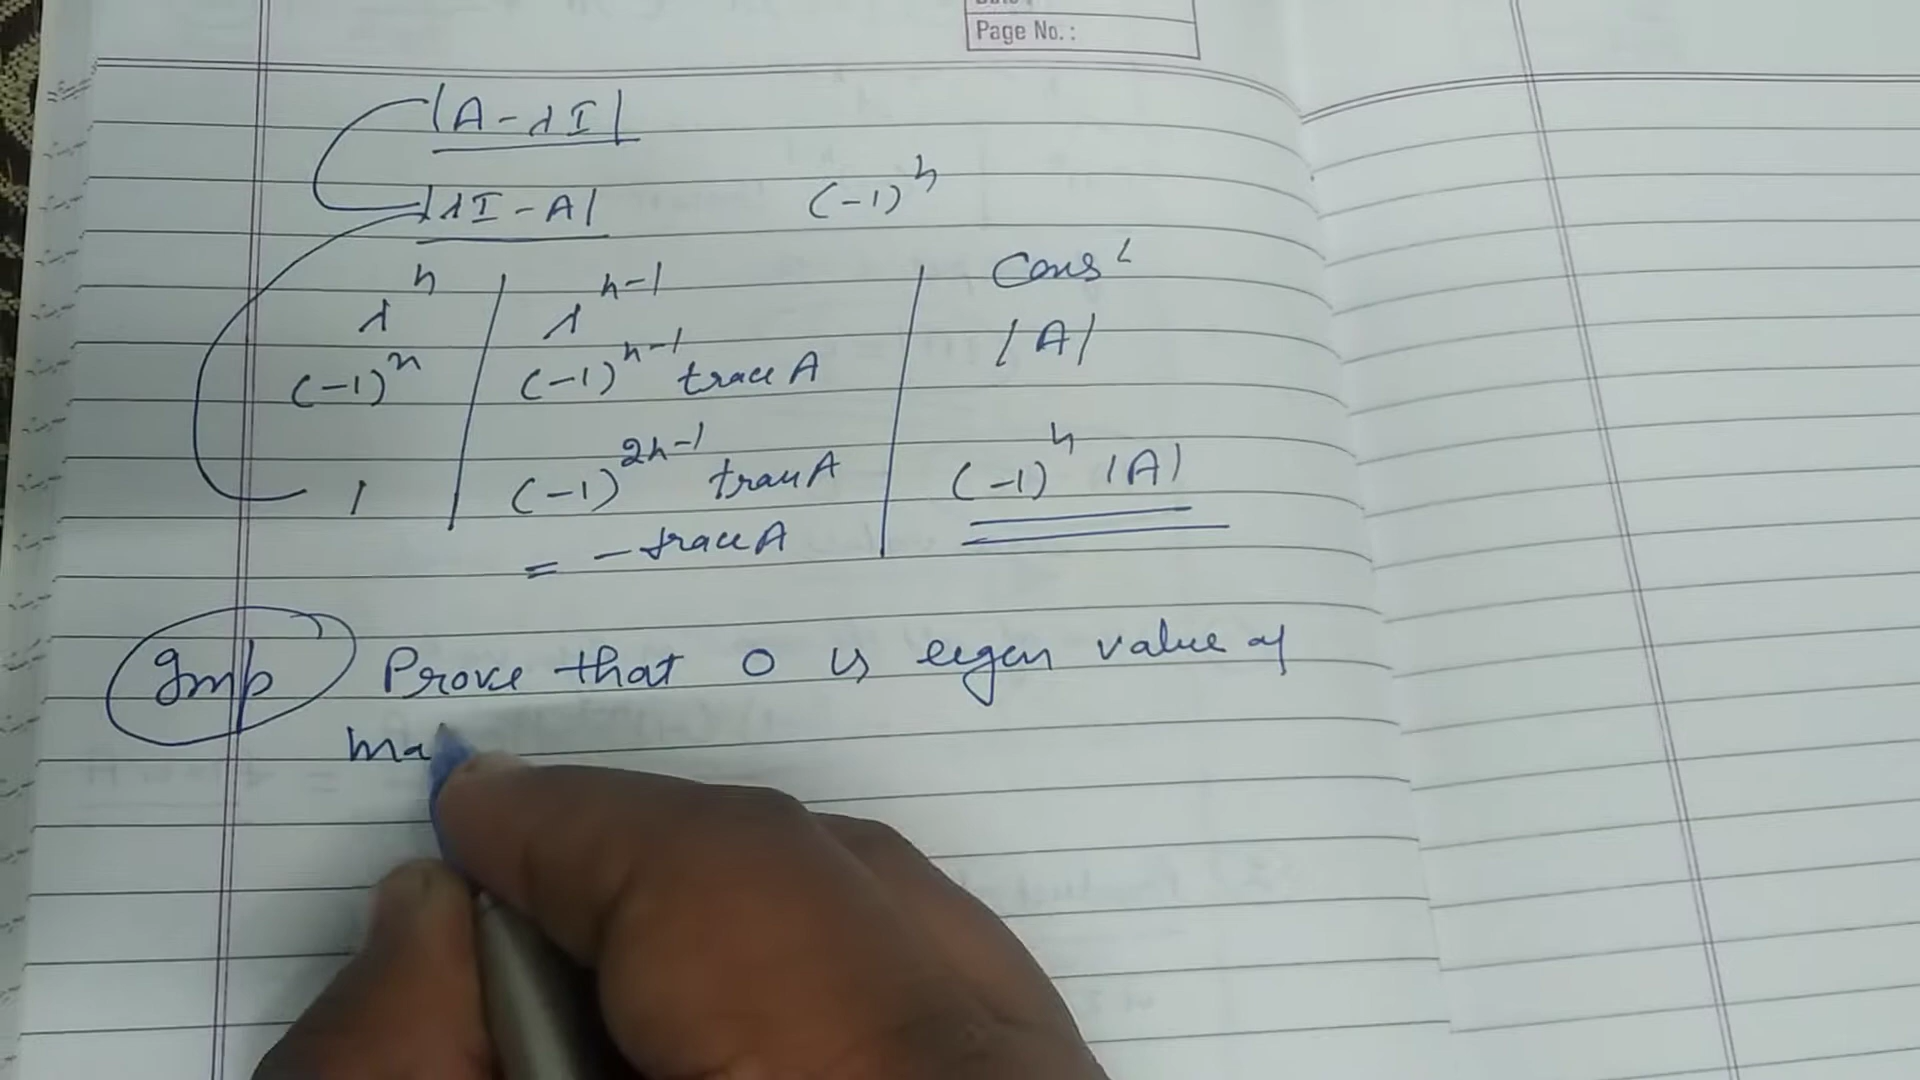 Page No. :
|A - λI|
|λI - A| (-1)^n
λ^n λ^{n-1} Cons^t
(-1)^n (-1)^{n-1} trace A |A|
1 (-1)^{2n-1} trace A (-1)^n |A|
= - trace A
Imp Prove that 0 is eigen value of
ma